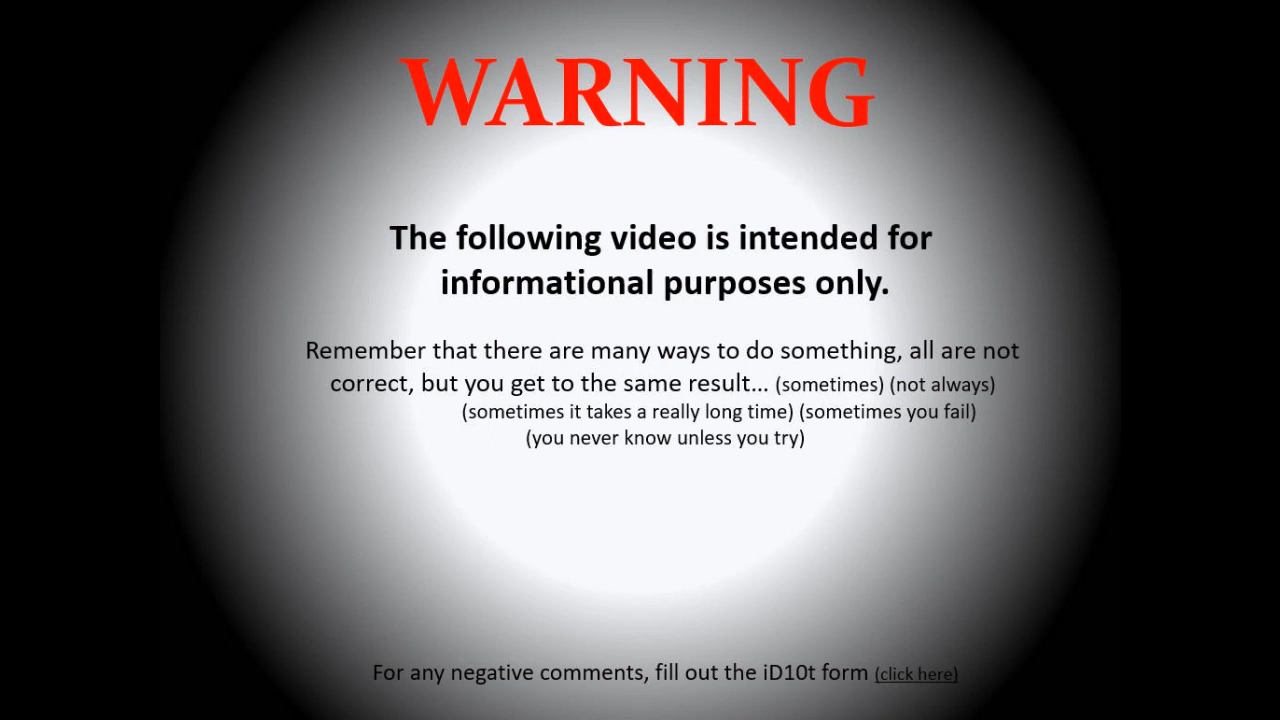 WARNING
The following video is intended for
informational purposes only.
Remember that there are many ways to do something, all are not
correct, but you get to the same result... (sometimes) (not always)
(sometimes it takes a really long time) (sometimes you fail)
(you never know unless you try)
For any negative comments, fill out the iD10t form (click here)